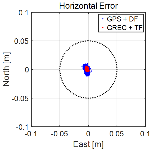 Horizontal Error
0.1
GPS - DF
CREC + TF
0.05
North [m]
0
-0.05
-0.1
-0.1
-0.05
0
0.05
0.1
East [m]